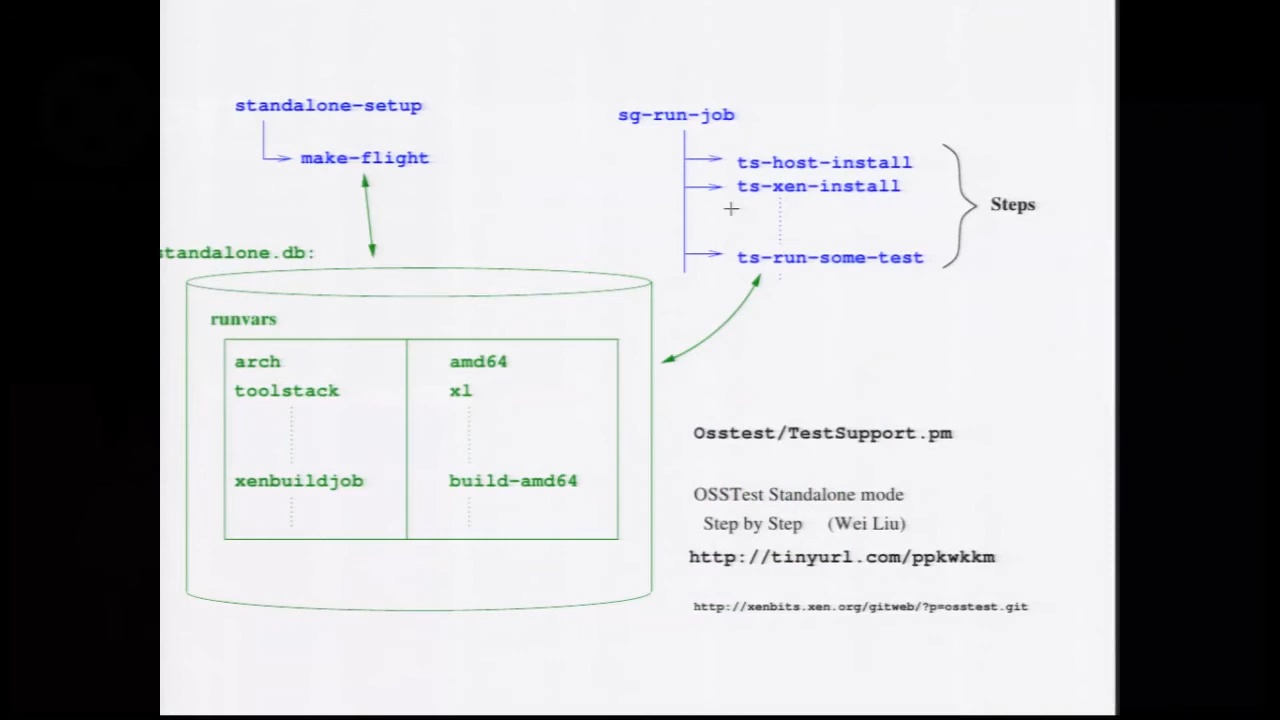 standalone-setup
make-flight
sg-run-job
ts-host-install
ts-xen-install
ts-run-some-test
Steps
standalone.db:
runvars
arch amd64
toolstack xl
xenbuildjob build-amd64
Osstest/TestSupport.pm
OSSTest Standalone mode
Step by Step (Wei Liu)
http://tinyurl.com/ppkwkkm
http://xenbits.xen.org/gitweb/?p=osstest.git